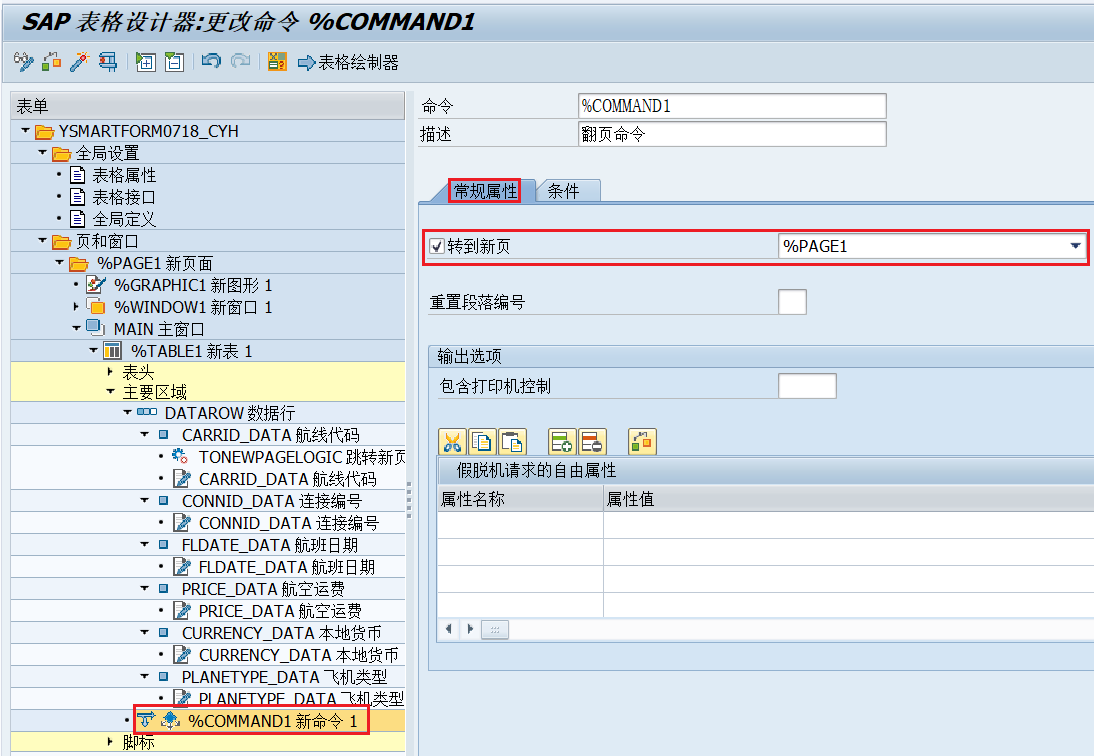 SAP 表格设计器:更改命令 %COMMAND1
表格绘制器
表单
YSMARTFORM0718_CYH
全局设置
表格属性
表格接口
全局定义
页和窗口
%PAGE1 新页面
%GRAPHIC1 新图形 1
%WINDOW1 新窗口 1
MAIN 主窗口
%TABLE1 新表 1
表头
主要区域
DATAROW 数据行
CARRID_DATA 航线代码
TONEWPAGELOGIC 跳转新页
CARRID_DATA 航线代码
CONNID_DATA 连接编号
CONNID_DATA 连接编号
FLDATE_DATA 航班日期
FLDATE_DATA 航班日期
PRICE_DATA 航空运费
PRICE_DATA 航空运费
CURRENCY_DATA 本地货币
CURRENCY_DATA 本地货币
PLANETYPE_DATA 飞机类型
PLANETYPE_DATA 飞机类型
%COMMAND1 新命令 1
脚标
命令 %COMMAND1
描述 翻页命令
常规属性 条件
转到新页 %PAGE1
重置段落编号
输出选项
包含打印机控制
假脱机请求的自由属性
属性名称 属性值